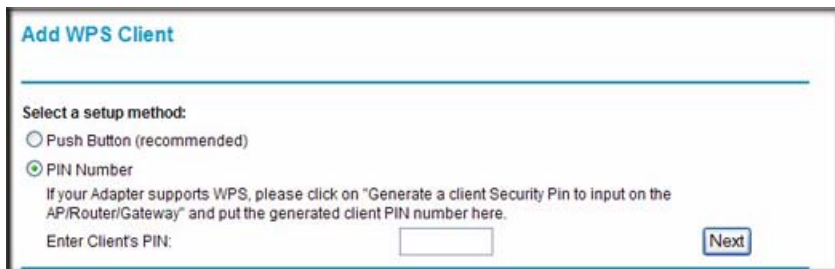 Add WPS Client
Select a setup method:
Push Button (recommended)
PIN Number
If your Adapter supports WPS, please click on "Generate a client Security Pin to input on the
AP/Router/Gateway" and put the generated client PIN number here.
Enter Client's PIN:
Next